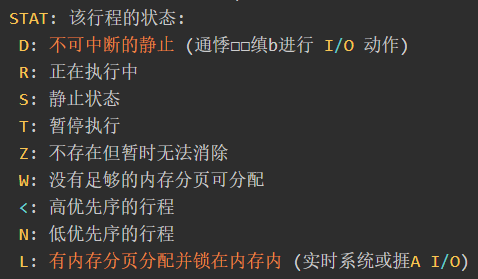 STAT: 该行程的状态:
D: 不可中断的静止 (通悸□□缜b进行 I/O 动作)
R: 正在执行中
S: 静止状态
T: 暂停执行
Z: 不存在但暂时无法消除
W: 没有足够的内存分页可分配
<: 高优先序的行程
N: 低优先序的行程
L: 有内存分页分配并锁在内存内 (实时系统或捱A I/O)